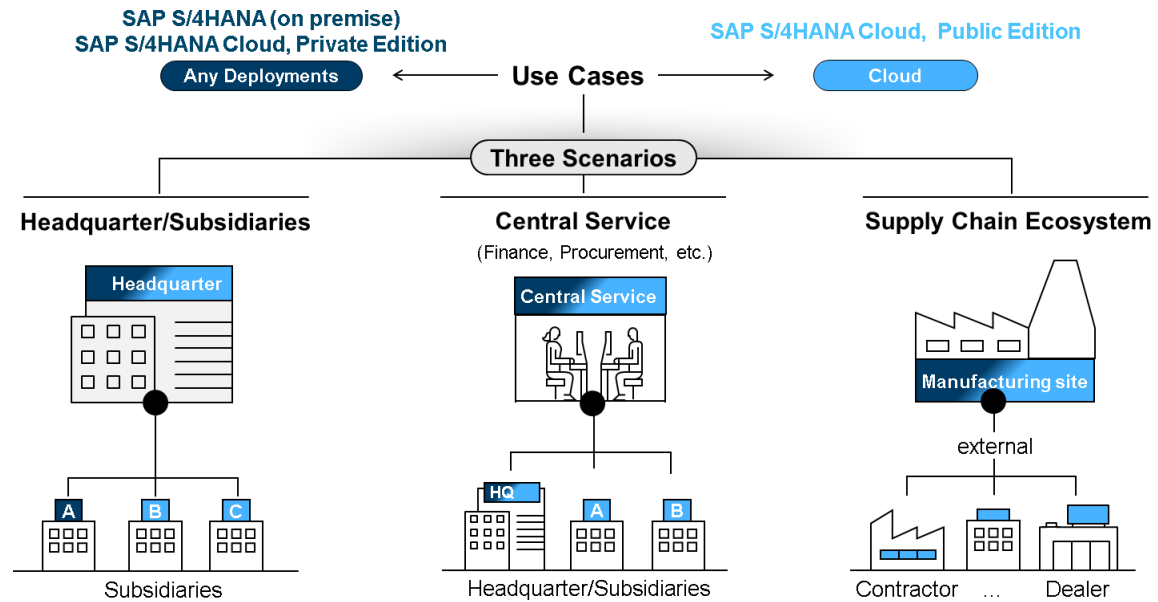 SAP S/4HANA (on premise)
SAP S/4HANA Cloud, Private Edition
SAP S/4HANA Cloud, Public Edition
Any Deployments
Use Cases
Cloud
Three Scenarios
Headquarter/Subsidiaries
Central Service
Supply Chain Ecosystem
(Finance, Procurement, etc.)
Headquarter
Central Service
Manufacturing site
external
A
B
C
HQ
A
B
Subsidiaries
Headquarter/Subsidiaries
Contractor ... Dealer